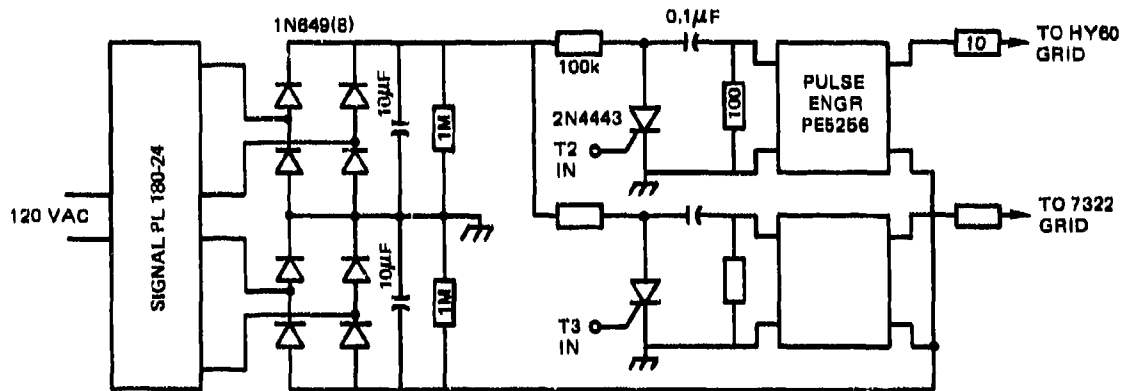 1N649(8)
0.1μF
TO HY60
GRID
10
100k
10μF
1M
100
PULSE
ENGR
PE5256
2N4443
T2
IN
120 VAC
SIGNAL PL 180-24
TO 7322
GRID
10μF
1M
T3
IN